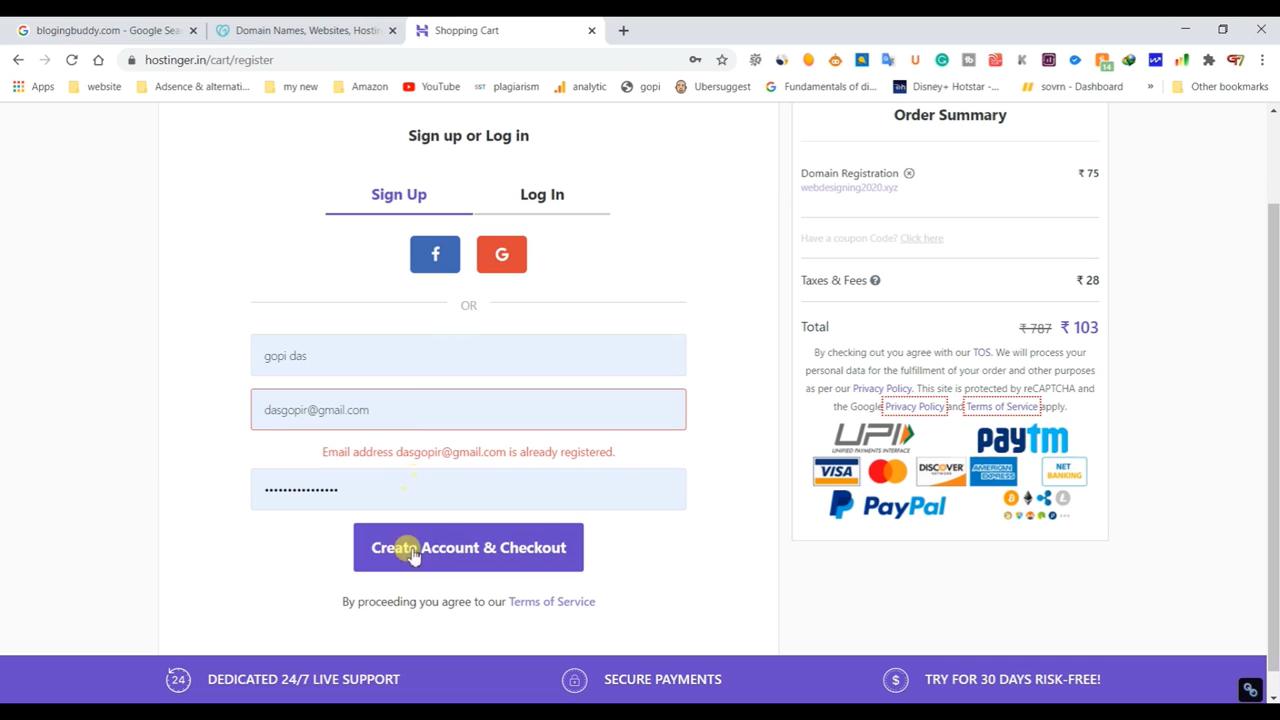 blogingbuddy.com - Google Sea
Domain Names, Websites, Hostin
Shopping Cart
hostinger.in/cart/register
Apps
website
Adsence & alternati...
my new
Amazon
YouTube
plagiarism
analytic
gopi
Ubersuggest
Fundamentals of di...
Disney+ Hotstar - ...
sovrn - Dashboard
Other bookmarks
Sign up or Log in
Sign Up
Log In
OR
gopi das
dasgopir@gmail.com
Email address dasgopir@gmail.com is already registered.
••••••••••••••••
Create Account & Checkout
By proceeding you agree to our Terms of Service
Order Summary
Domain Registration ₹ 75
webdesigning2020.xyz
Have a coupon Code? Click here
Taxes & Fees ₹ 28
Total ₹ 787 ₹ 103
By checking out you agree with our TOS. We will process your
personal data for the fulfillment of your order and other purposes
as per our Privacy Policy. This site is protected by reCAPTCHA and
the Google Privacy Policy and Terms of Service apply.
UPI
UNIFIED PAYMENTS INTERFACE
paytm
VISA
MasterCard
DISCOVER
NETWORK
AMERICAN
EXPRESS
NET
BANKING
PayPal
24 DEDICATED 24/7 LIVE SUPPORT
SECURE PAYMENTS
$ TRY FOR 30 DAYS RISK-FREE!